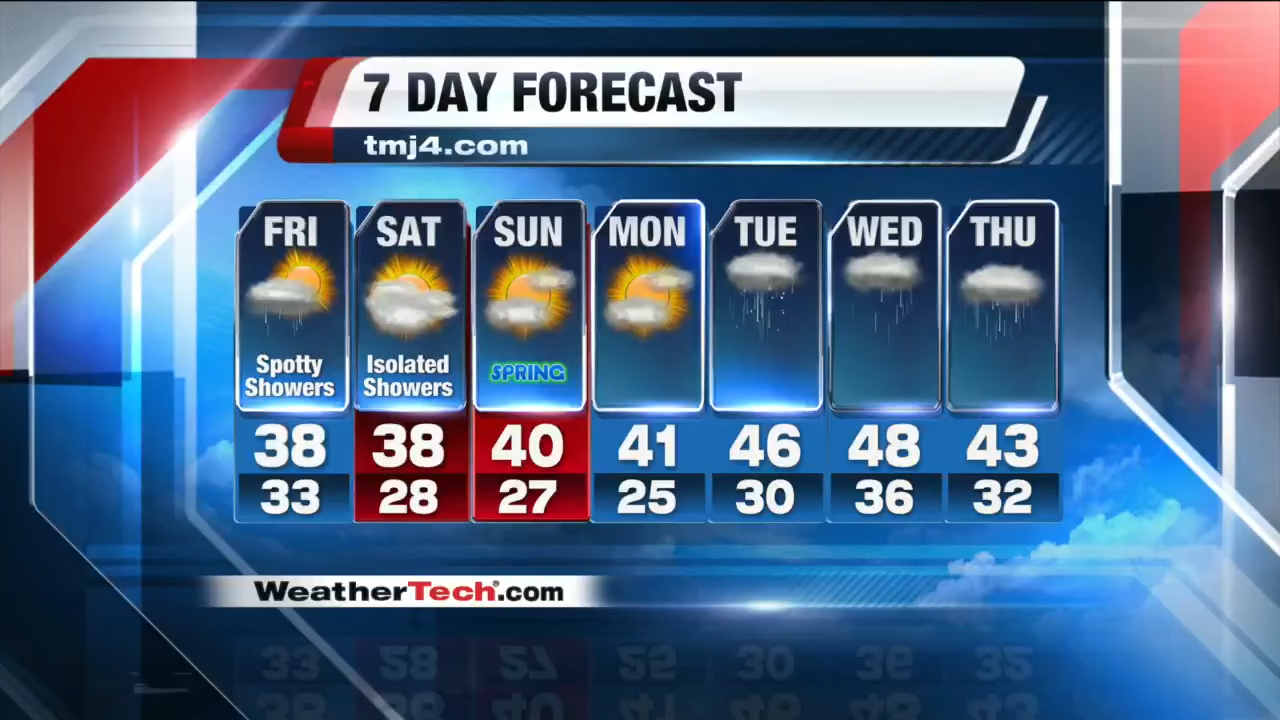 7 DAY FORECAST
tmj4.com
FRI SAT SUN MON TUE WED THU
Spotty Showers
Isolated Showers
SPRING
38 38 40 41 46 48 43
33 28 27 25 30 36 32
WeatherTech®.com